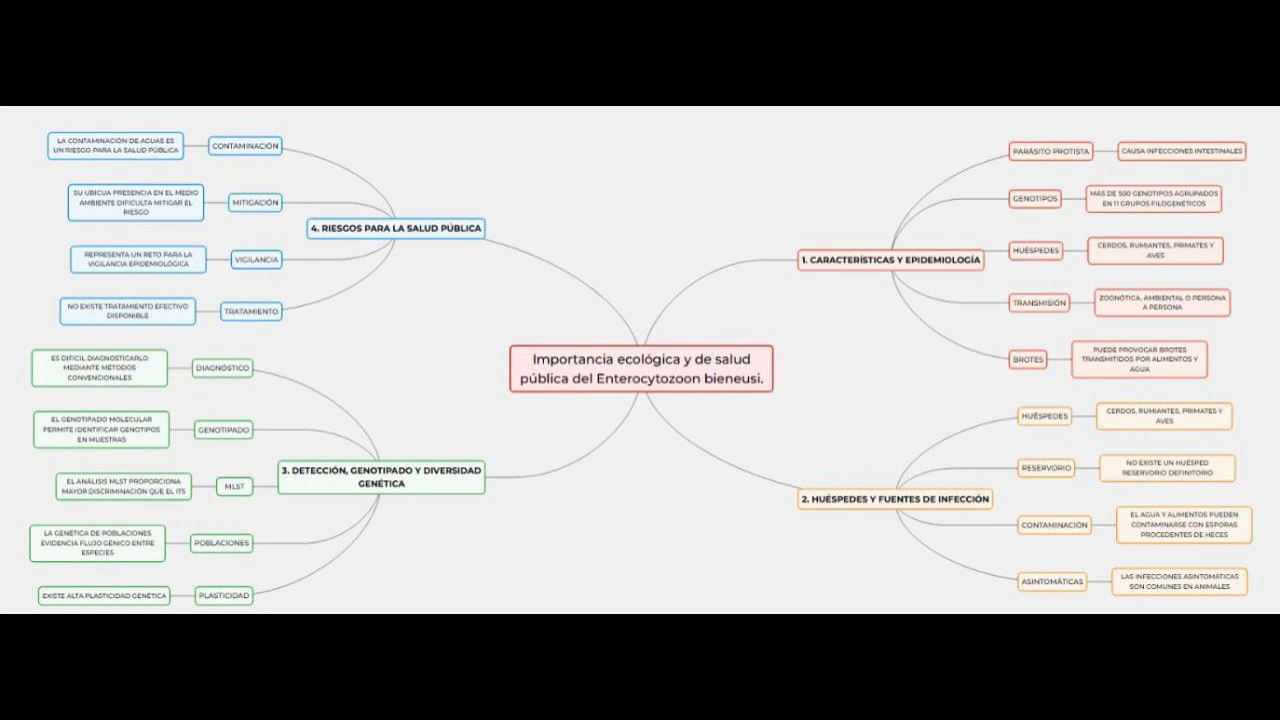 Importancia ecológica y de salud
pública del Enterocytozoon bieneusi.
1. CARACTERÍSTICAS Y EPIDEMIOLOGÍA
PARÁSITO PROTISTA
CAUSA INFECCIONES INTESTINALES
GENOTIPOS
MÁS DE 500 GENOTIPOS AGRUPADOS
EN 11 GRUPOS FILOGENÉTICOS
HUÉSPEDES
CERDOS, RUMIANTES, PRIMATES Y
AVES
TRANSMISIÓN
ZOONÓTICA, AMBIENTAL O PERSONA
A PERSONA
BROTES
PUEDE PROVOCAR BROTES
TRANSMITIDOS POR ALIMENTOS Y
AGUA
2. HUÉSPEDES Y FUENTES DE INFECCIÓN
HUÉSPEDES
CERDOS, RUMIANTES, PRIMATES Y
AVES
RESERVORIO
NO EXISTE UN HUÉSPED
RESERVORIO DEFINITORIO
CONTAMINACIÓN
EL AGUA Y ALIMENTOS PUEDEN
CONTAMINARSE CON ESPORAS
PROCEDENTES DE HECES
ASINTOMÁTICAS
LAS INFECCIONES ASINTOMÁTICAS
SON COMUNES EN ANIMALES
3. DETECCIÓN, GENOTIPADO Y DIVERSIDAD
GENÉTICA
DIAGNÓSTICO
ES DIFICIL DIAGNOSTICARLO
MEDIANTE MÉTODOS
CONVENCIONALES
GENOTIPADO
EL GENOTIPADO MOLECULAR
PERMITE IDENTIFICAR GENOTIPOS
EN MUESTRAS
MLST
EL ANÁLISIS MLST PROPORCIONA
MAYOR DISCRIMINACIÓN QUE EL ITS
POBLACIONES
LA GENÉTICA DE POBLACIONES
EVIDENCIA FLUJO GÉNICO ENTRE
ESPECIES
PLASTICIDAD
EXISTE ALTA PLASTICIDAD GENÉTICA
4. RIESGOS PARA LA SALUD PÚBLICA
CONTAMINACIÓN
LA CONTAMINACIÓN DE AGUAS ES
UN RIESGO PARA LA SALUD PÚBLICA
MITIGACIÓN
SU UBICUA PRESENCIA EN EL MEDIO
AMBIENTE DIFICULTA MITIGAR EL
RIESGO
VIGILANCIA
REPRESENTA UN RETO PARA LA
VIGILANCIA EPIDEMIOLÓGICA
TRATAMIENTO
NO EXISTE TRATAMIENTO EFECTIVO
DISPONIBLE